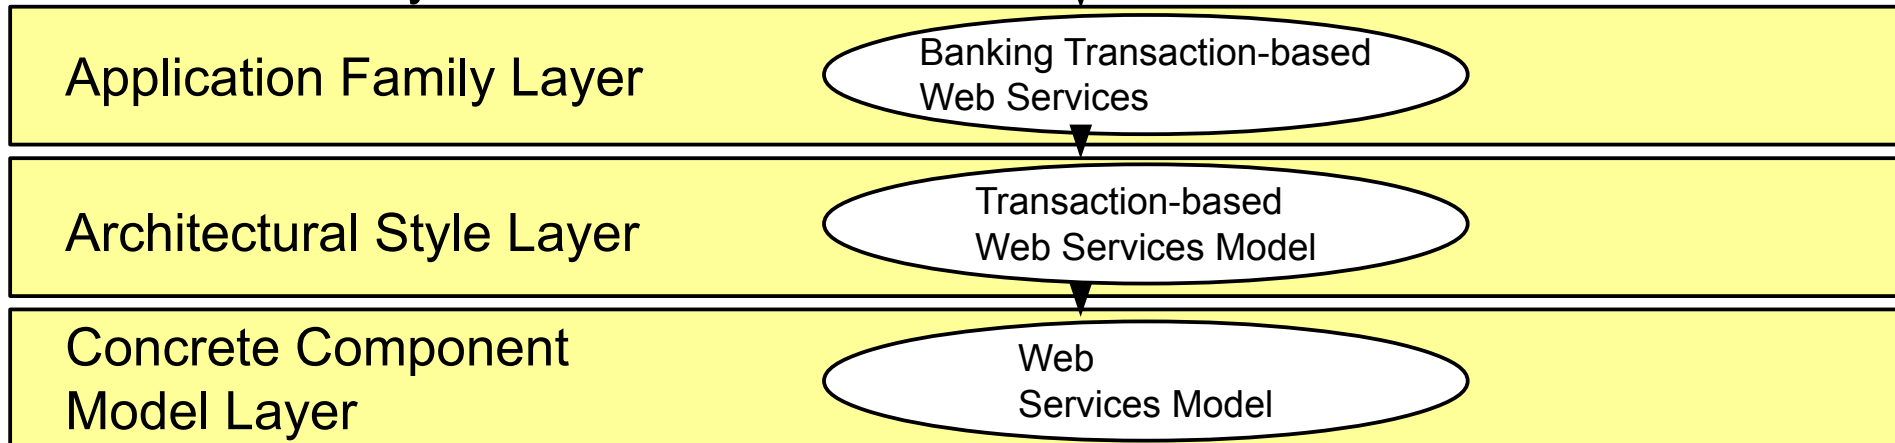 Application Family Layer
Banking Transaction-based
Web Services
Architectural Style Layer
Transaction-based
Web Services Model
Concrete Component
Model Layer
Web
Services Model